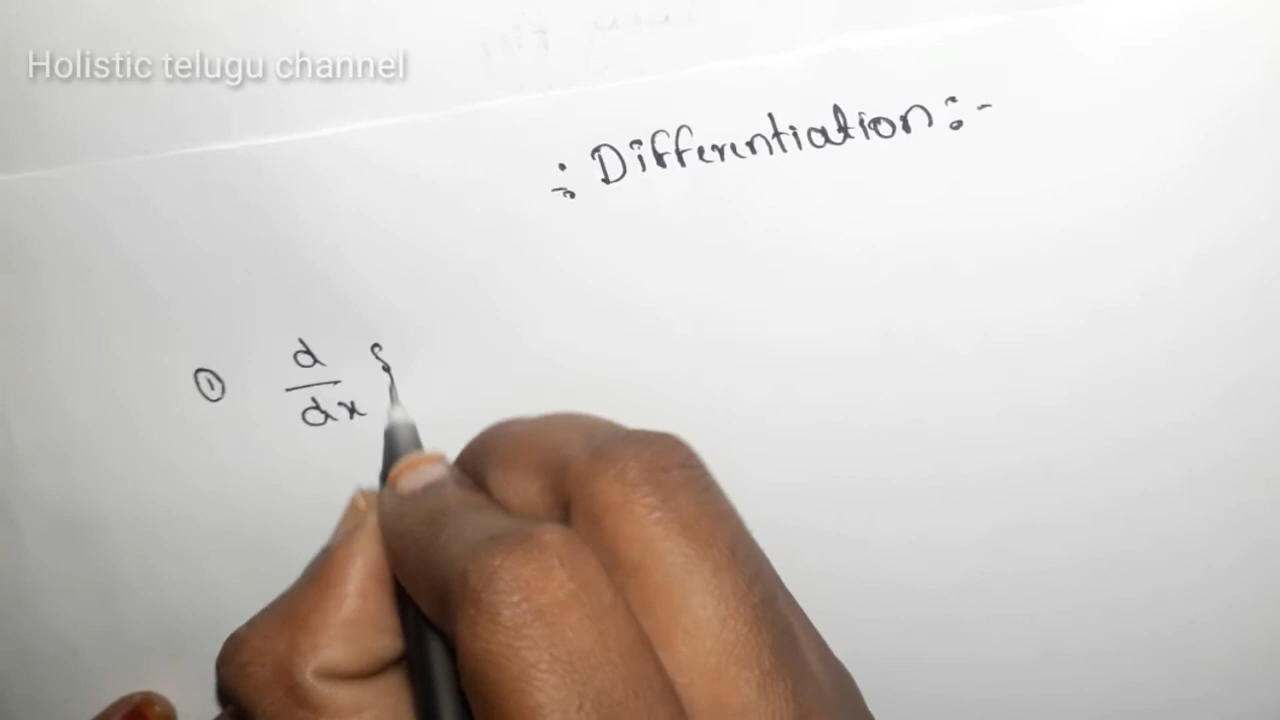 Holistic telugu channel
:- Differentiation :-
① d/dx